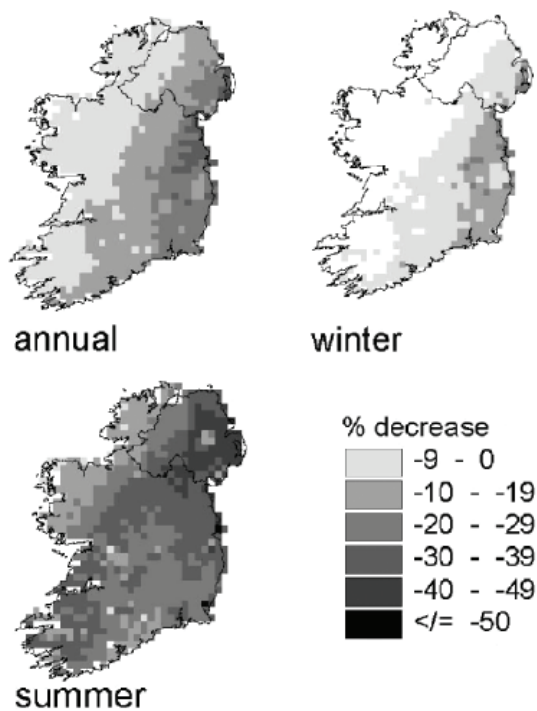 annual
winter
summer
% decrease
-9 - 0
-10 - -19
-20 - -29
-30 - -39
-40 - -49
</= -50